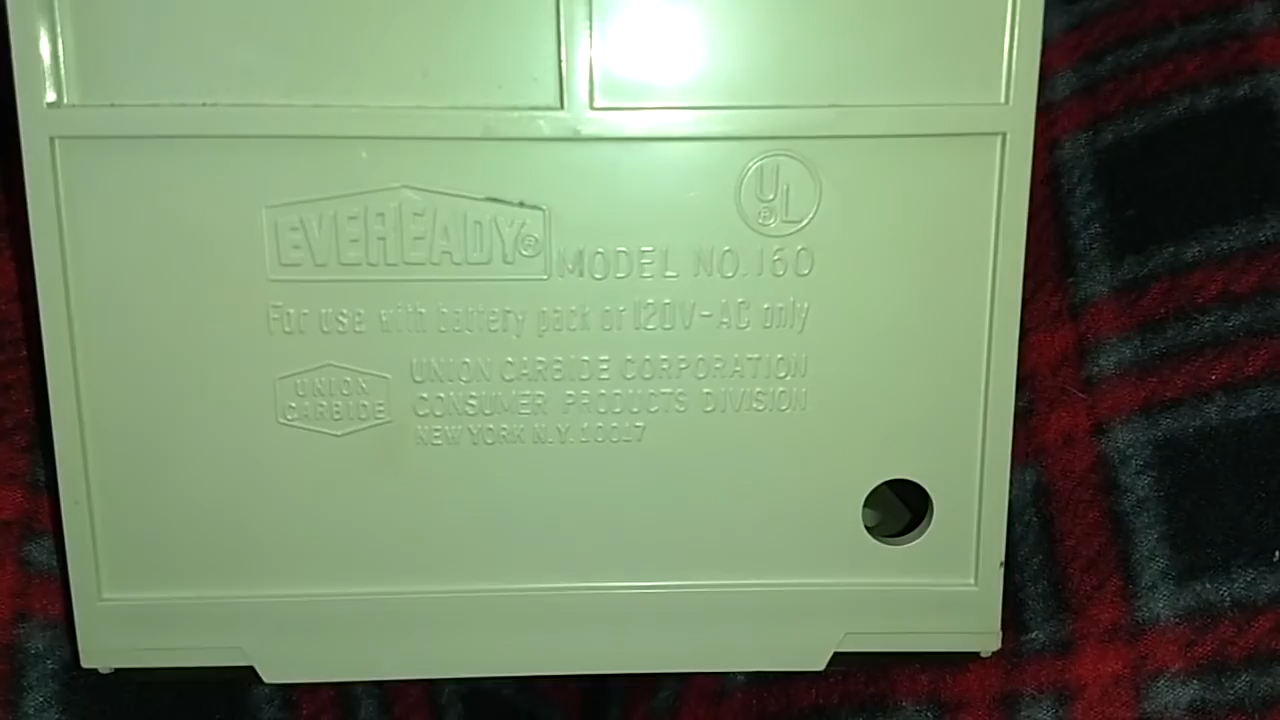 UL®
EVEREADY® MODEL NO. 160
For use with battery pack or 120V-AC only
UNION CARBIDE
UNION CARBIDE CORPORATION
CONSUMER PRODUCTS DIVISION
NEW YORK N.Y. 10017